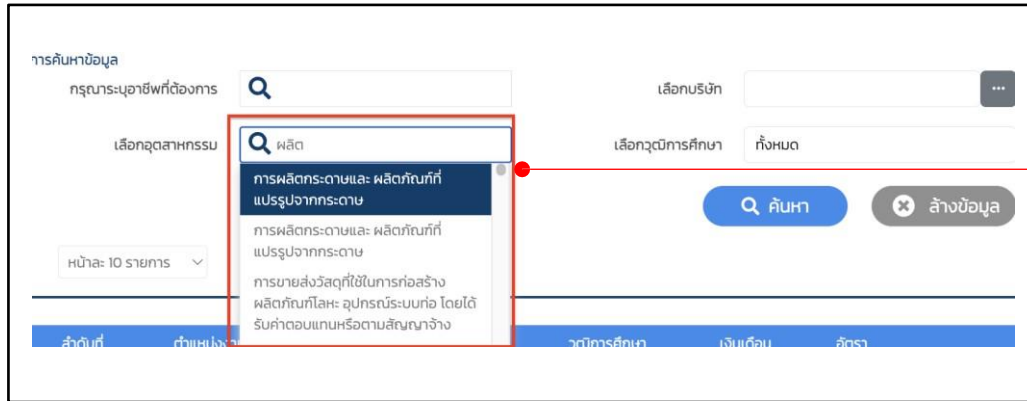 การค้นหาข้อมูล
กรุณาระบุอาชีพที่ต้องการ
เลือกบริษัท
...
เลือกอุตสาหกรรม
ผลิต
เลือกวุฒิการศึกษา
ทั้งหมด
การผลิตกระดาษและ ผลิตภัณฑ์ที่
แปรรูปจากกระดาษ
การผลิตกระดาษและ ผลิตภัณฑ์ที่
แปรรูปจากกระดาษ
การขายส่งวัสดุที่ใช้ในการก่อสร้าง
ผลิตภัณฑ์โลหะ อุปกรณ์ระบบท่อ โดยได้
รับค่าตอบแทนหรือตามสัญญาจ้าง
ค้นหา
ล้างข้อมูล
หน้าละ 10 รายการ
ลำดับที่
วุฒิการศึกษา
เงินเดือน
อัตรา